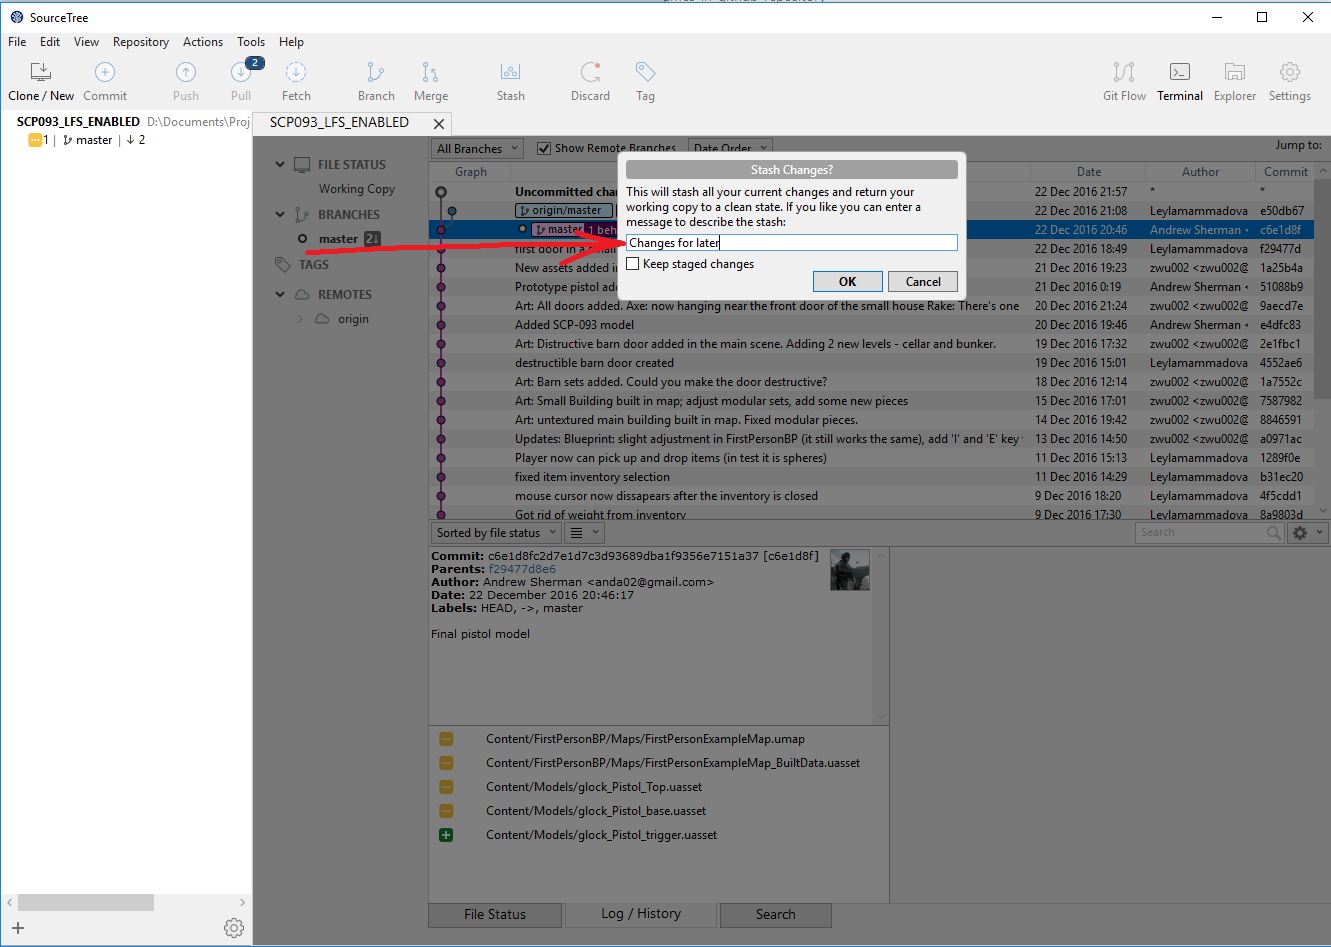 SourceTree
File Edit View Repository Actions Tools Help
2
Clone / New Commit Push Pull Fetch Branch Merge Stash Discard Tag Git Flow Terminal Explorer Settings
SCP093_LFS_ENABLED D:\Documents\Proj
1 | master | 2
SCP093_LFS_ENABLED
FILE STATUS
Working Copy
BRANCHES
master 2
TAGS
REMOTES
origin
All Branches Show Remote Branches Date Order Jump to:
Graph Date Author Commit
Uncommitted cha 22 Dec 2016 21:57 * *
origin/master 22 Dec 2016 21:08 Leylamammadova e50db67
master 1 beh 22 Dec 2016 20:46 Andrew Sherman < c6e1d8f
first door in a small 22 Dec 2016 18:49 Leylamammadova f29477d
New assets added in 21 Dec 2016 19:23 zwu002 <zwu002@ 1a25b4a
Prototype pistol add 21 Dec 2016 0:19 Andrew Sherman < 51088b9
Art: All doors added. Axe: now hanging near the front door of the small house Rake: There's one 20 Dec 2016 21:24 zwu002 <zwu002@ 9aecd7e
Added SCP-093 model 20 Dec 2016 19:46 Andrew Sherman < e4dfc83
Art: Distructive barn door added in the main scene. Adding 2 new levels - cellar and bunker. 19 Dec 2016 17:32 zwu002 <zwu002@ 2e1fbc1
destructible barn door created 19 Dec 2016 15:01 Leylamammadova 4552ae6
Art: Barn sets added. Could you make the door destructive? 18 Dec 2016 12:14 zwu002 <zwu002@ 1a7552c
Art: Small Building built in map; adjust modular sets, add some new pieces 15 Dec 2016 17:01 zwu002 <zwu002@ 7587982
Art: untextured main building built in map. Fixed modular pieces. 14 Dec 2016 19:42 zwu002 <zwu002@ 8846591
Updates: Blueprint: slight adjustment in FirstPersonBP (it still works the same), add 'I' and 'E' key 13 Dec 2016 14:50 zwu002 <zwu002@ a0971ac
Player now can pick up and drop items (in test it is spheres) 11 Dec 2016 15:13 Leylamammadova 1289f0e
fixed item inventory selection 11 Dec 2016 14:29 Leylamammadova b31ec20
mouse cursor now dissapears after the inventory is closed 9 Dec 2016 18:20 Leylamammadova 4f5cdd1
Got rid of weight from inventory 9 Dec 2016 17:30 Leylamammadova 8a9803d
Stash Changes?
This will stash all your current changes and return your
working copy to a clean state. If you like you can enter a
message to describe the stash:
Changes for later
Keep staged changes
OK Cancel
Sorted by file status Search
Commit: c6e1d8fc2d7e1d7c3d93689dba1f9356e7151a37 [c6e1d8f]
Parents: f29477d8e6
Author: Andrew Sherman <anda02@gmail.com>
Date: 22 December 2016 20:46:17
Labels: HEAD, ->, master
Final pistol model
Content/FirstPersonBP/Maps/FirstPersonExampleMap.umap
Content/FirstPersonBP/Maps/FirstPersonExampleMap_BuiltData.uasset
Content/Models/glock_Pistol_Top.uasset
Content/Models/glock_Pistol_base.uasset
Content/Models/glock_Pistol_trigger.uasset
File Status Log / History Search